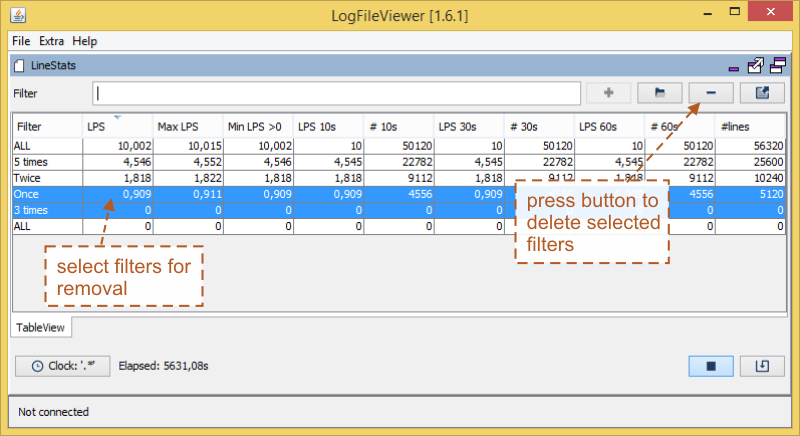 LogFileViewer [1.6.1]
File Extra Help
LineStats
Filter
Filter LPS Max LPS Min LPS >0 LPS 10s # 10s LPS 30s # 30s LPS 60s # 60s #lines
ALL 10,002 10,015 10,002 10 50120 10 50120 10 50120 56320
5 times 4,546 4,552 4,546 4,545 22782 4,545 22782 4,545 22782 25600
Twice 1,818 1,822 1,818 1,818 9112 1,818 9112 1,818 9112 10240
Once 0,909 0,911 0,909 0,909 4556 0,909 4556 5120
3 times 0 0 0 0 0 0 0 0
ALL 0 0 0 0 0 0 0 0
press button to
delete selected
filters
select filters for
removal
TableView
Clock: '.*' Elapsed: 5631,08s
Not connected